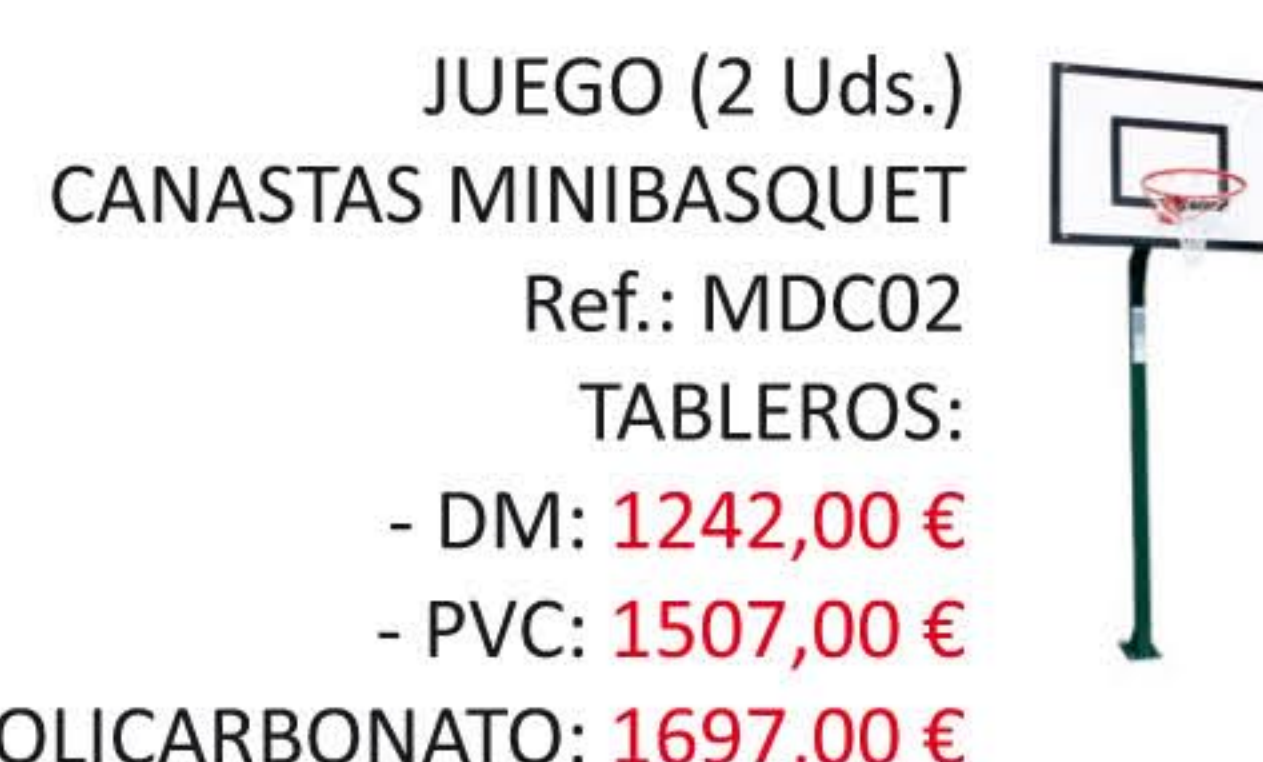 JUEGO (2 Uds.)
CANASTAS MINIBASQUET
Ref.: MDC02
TABLEROS:
- DM: 1242,00 €
- PVC: 1507,00 €
OLICARBONATO: 1697,00 €